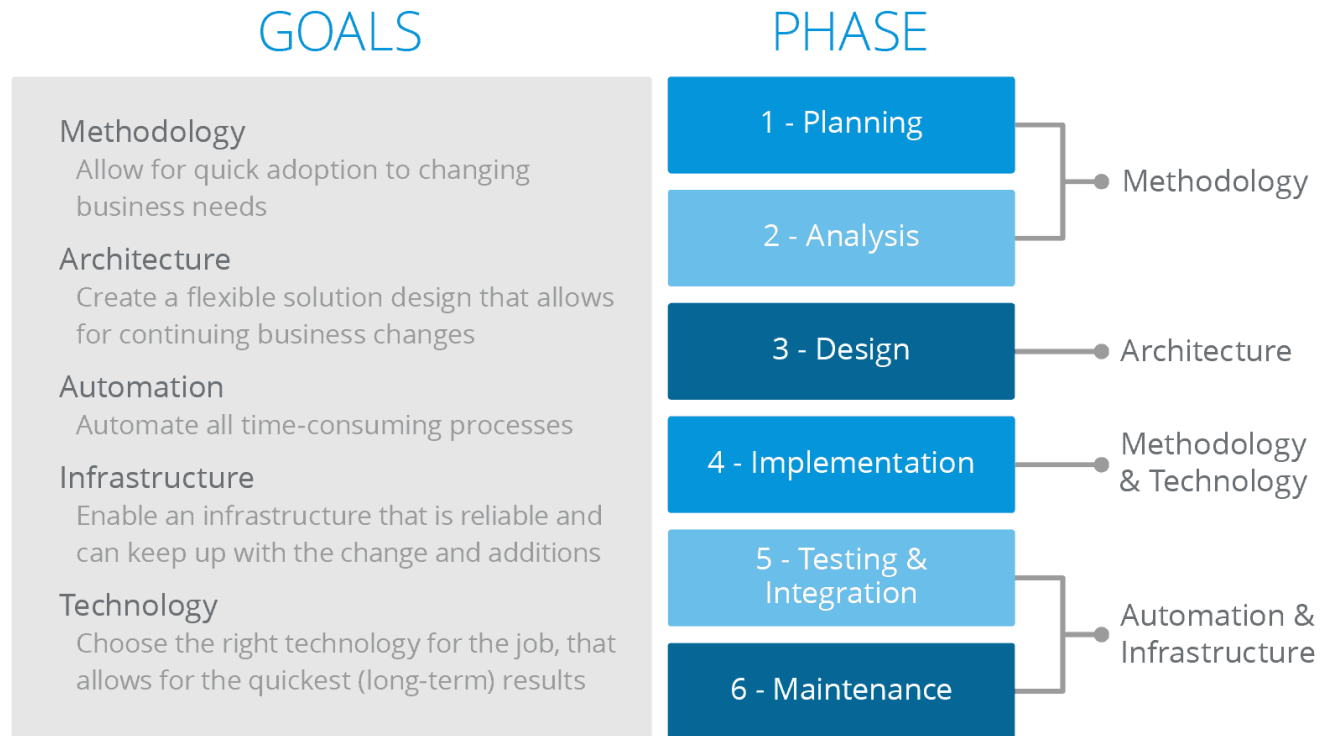 GOALS
Methodology
Allow for quick adoption to changing
business needs
Architecture
Create a flexible solution design that allows
for continuing business changes
Automation
Automate all time-consuming processes
Infrastructure
Enable an infrastructure that is reliable and
can keep up with the change and additions
Technology
Choose the right technology for the job, that
allows for the quickest (long-term) results
PHASE
1 - Planning
2 - Analysis
3 - Design
4 - Implementation
5 - Testing &
Integration
6 - Maintenance
Methodology
Architecture
Methodology
& Technology
Automation &
Infrastructure